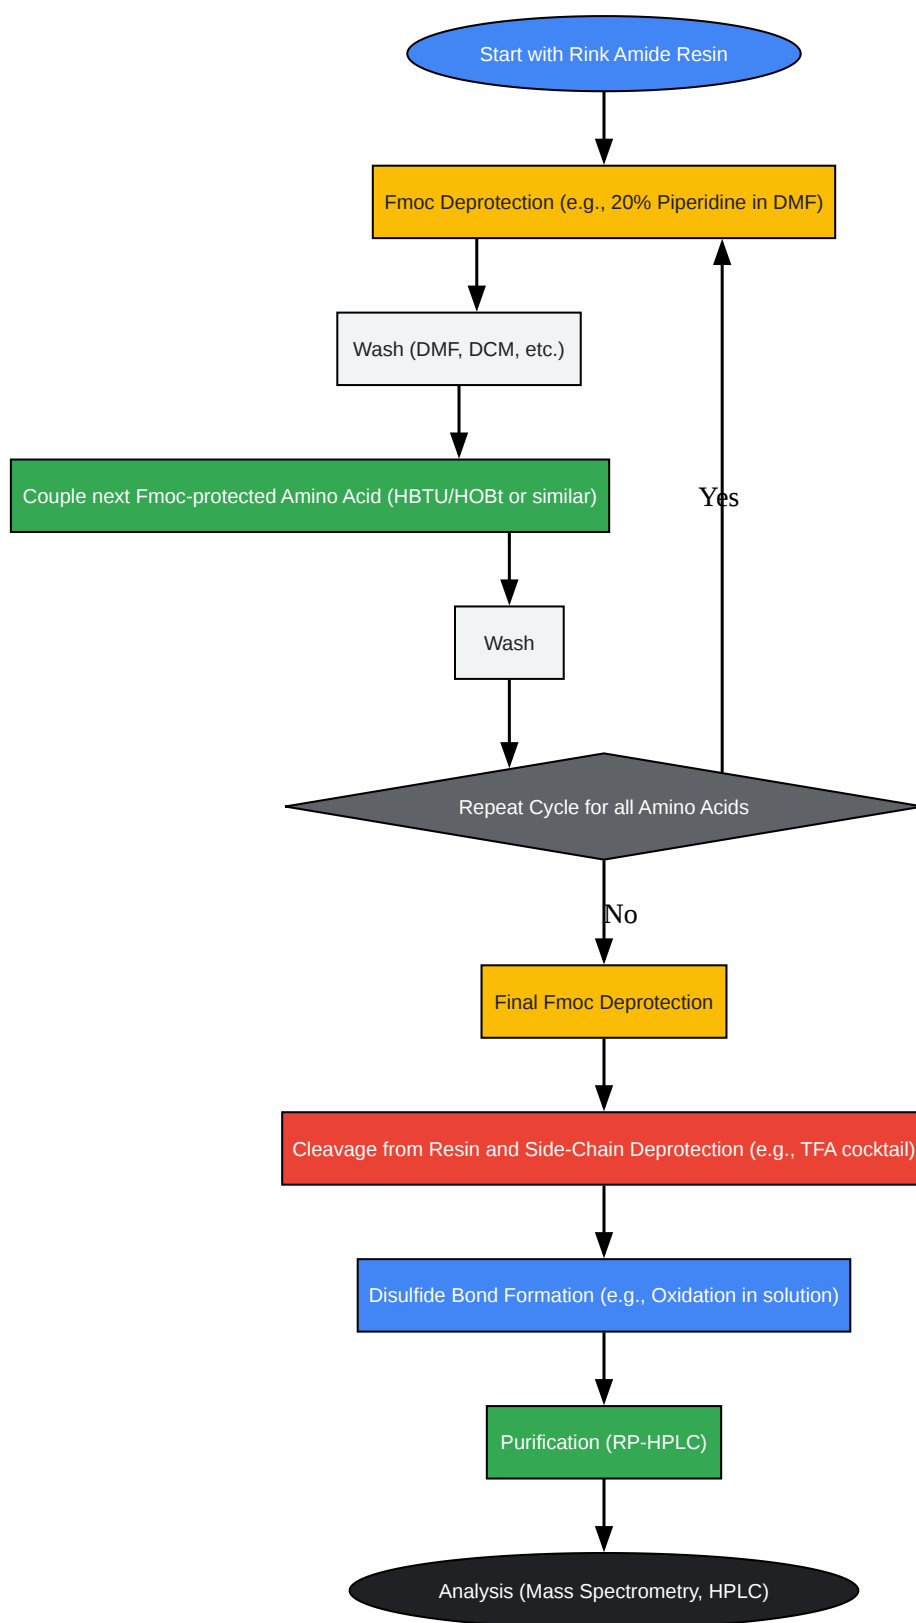 Start with Rink Amide Resin
Fmoc Deprotection (e.g., 20% Piperidine in DMF)
Wash (DMF, DCM, etc.)
Couple next Fmoc-protected Amino Acid (HBTU/HOBt or similar)
Yes
Wash
Repeat Cycle for all Amino Acids
No
Final Fmoc Deprotection
Cleavage from Resin and Side-Chain Deprotection (e.g., TFA cocktail)
Disulfide Bond Formation (e.g., Oxidation in solution)
Purification (RP-HPLC)
Analysis (Mass Spectrometry, HPLC)